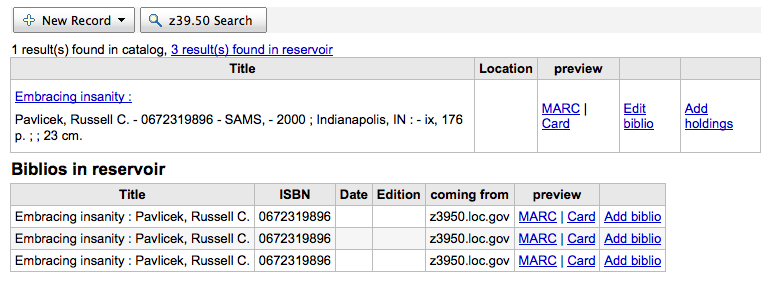 New Record z39.50 Search
1 result(s) found in catalog, 3 result(s) found in reservoir
Title Location preview
Embracing insanity :
Pavlicek, Russell C. - 0672319896 - SAMS, - 2000 ; Indianapolis, IN : - ix, 176
p. ; ; 23 cm.
MARC |
Card
Edit
biblio
Add
holdings
Biblios in reservoir
Title ISBN Date Edition coming from preview
Embracing insanity : Pavlicek, Russell C. 0672319896 z3950.loc.gov MARC | Card Add biblio
Embracing insanity : Pavlicek, Russell C. 0672319896 z3950.loc.gov MARC | Card Add biblio
Embracing insanity : Pavlicek, Russell C. 0672319896 z3950.loc.gov MARC | Card Add biblio